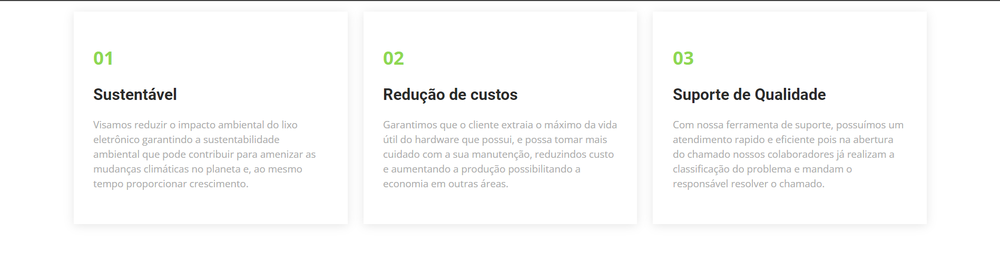 01
Sustentável
Visamos reduzir o impacto ambiental do lixo
eletrônico garantindo a sustentabilidade
ambiental que pode contribuir para amenizar as
mudanças climáticas no planeta e, ao mesmo
tempo proporcionar crescimento.
02
Redução de custos
Garantimos que o cliente extraia o máximo da vida
útil do hardware que possui, e possa tomar mais
cuidado com a sua manutenção, reduzindos custo
e aumentando a produção possibilitando a
economia em outras áreas.
03
Suporte de Qualidade
Com nossa ferramenta de suporte, possuímos um
atendimento rapido e eficiente pois na abertura
do chamado nossos colaboradores já realizam a
classificação do problema e mandam o
responsável resolver o chamado.